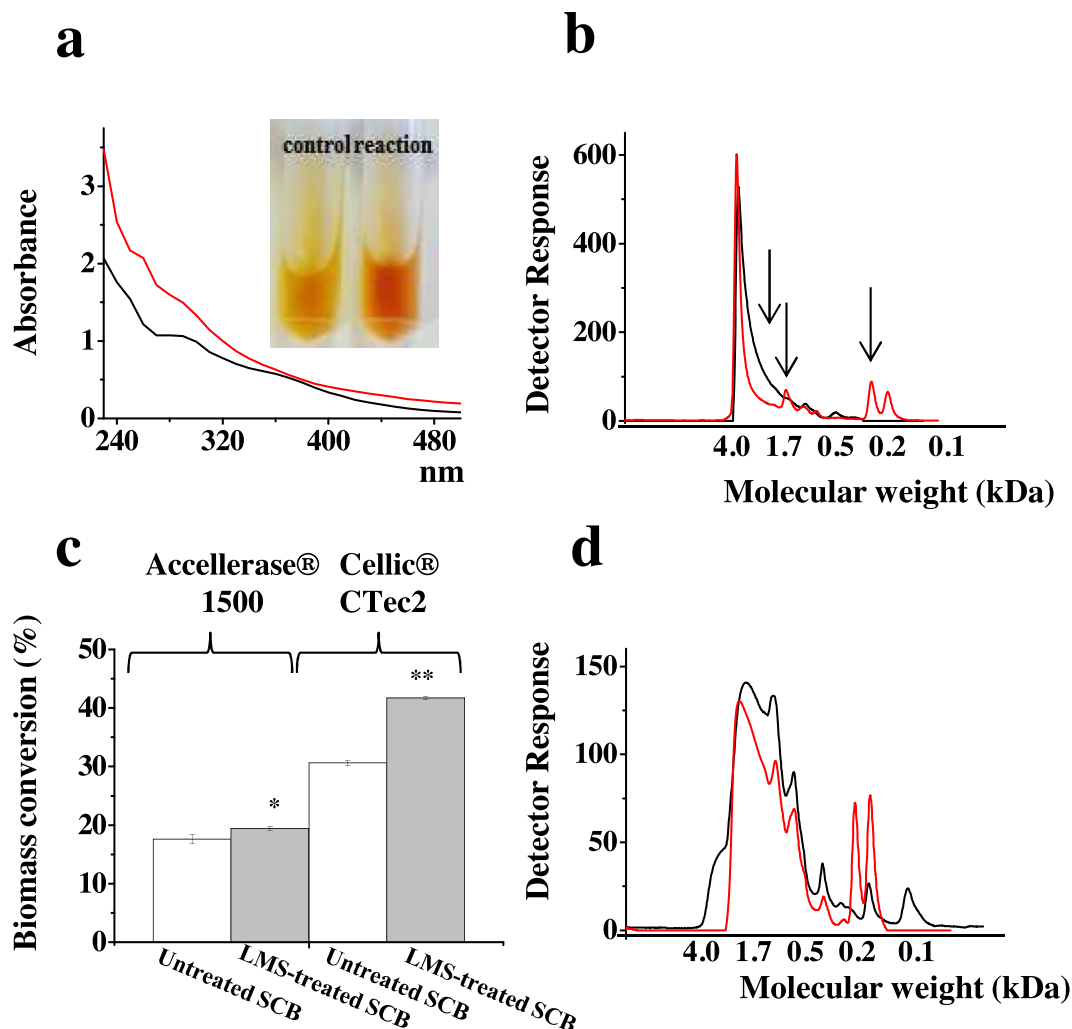 a
Absorbance
3
2
1
0
240 320 400 480
nm
control reaction
b
Detector Response
600
400
200
0
4.0 1.7 0.5 0.2 0.1
Molecular weight (kDa)
c
Accellerase® 1500
Cellic® CTec2
Biomass conversion (%)
50
40
30
20
10
0
*
**
Untreated SCB
LMS-treated SCB
Untreated SCB
LMS-treated SCB
d
Detector Response
150
100
50
0
4.0 1.7 0.5 0.2 0.1
Molecular weight (kDa)